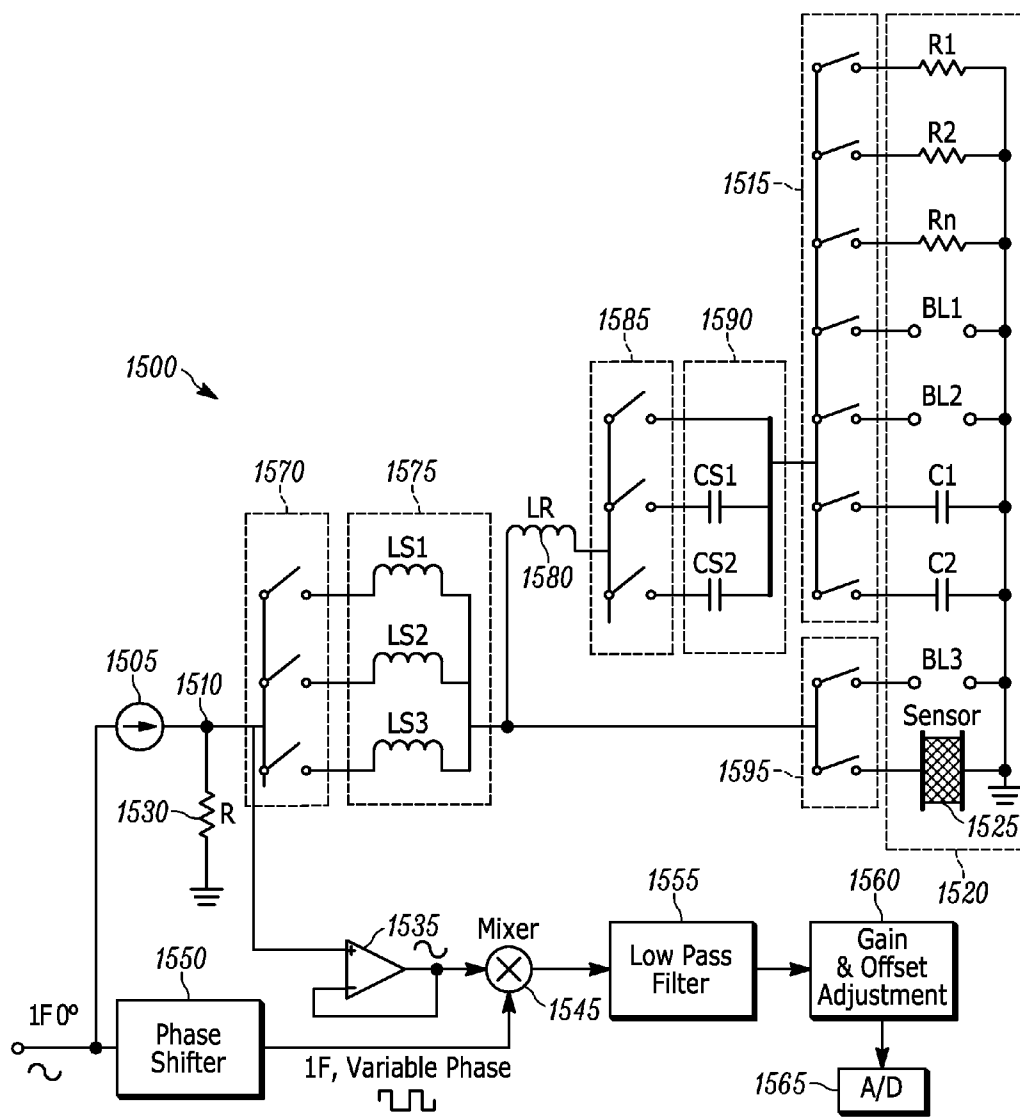 R1
R2
1515
Rn
1585
1590
BL1
1500
BL2
1570
1575
CS1
C1
LR
LS1
1580
CS2
C2
1505
1510
LS2
BL3
Sensor
LS3
1595
1530
R
1525
1520
1555
1560
1535
Mixer
1550
Low Pass
Filter
Gain
& Offset
Adjustment
1F 0°
Phase
Shifter
1545
1F, Variable Phase
1565
A/D